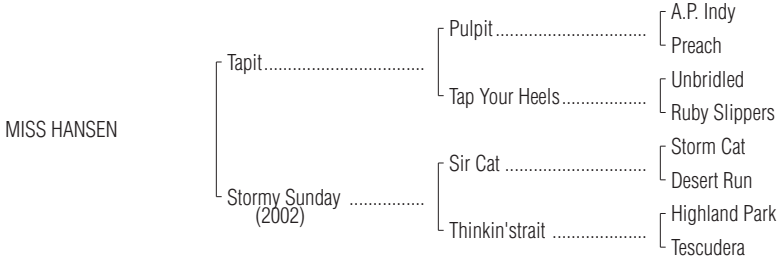 A.P. Indy
Pulpit..................................
Preach
Tapit....................................
Unbridled
Tap Your Heels...................
Ruby Slippers
MISS HANSEN
Storm Cat
Sir Cat ................................
Desert Run
Stormy Sunday ................
(2002)
Highland Park
Thinkin'strait .....................
Tescudera